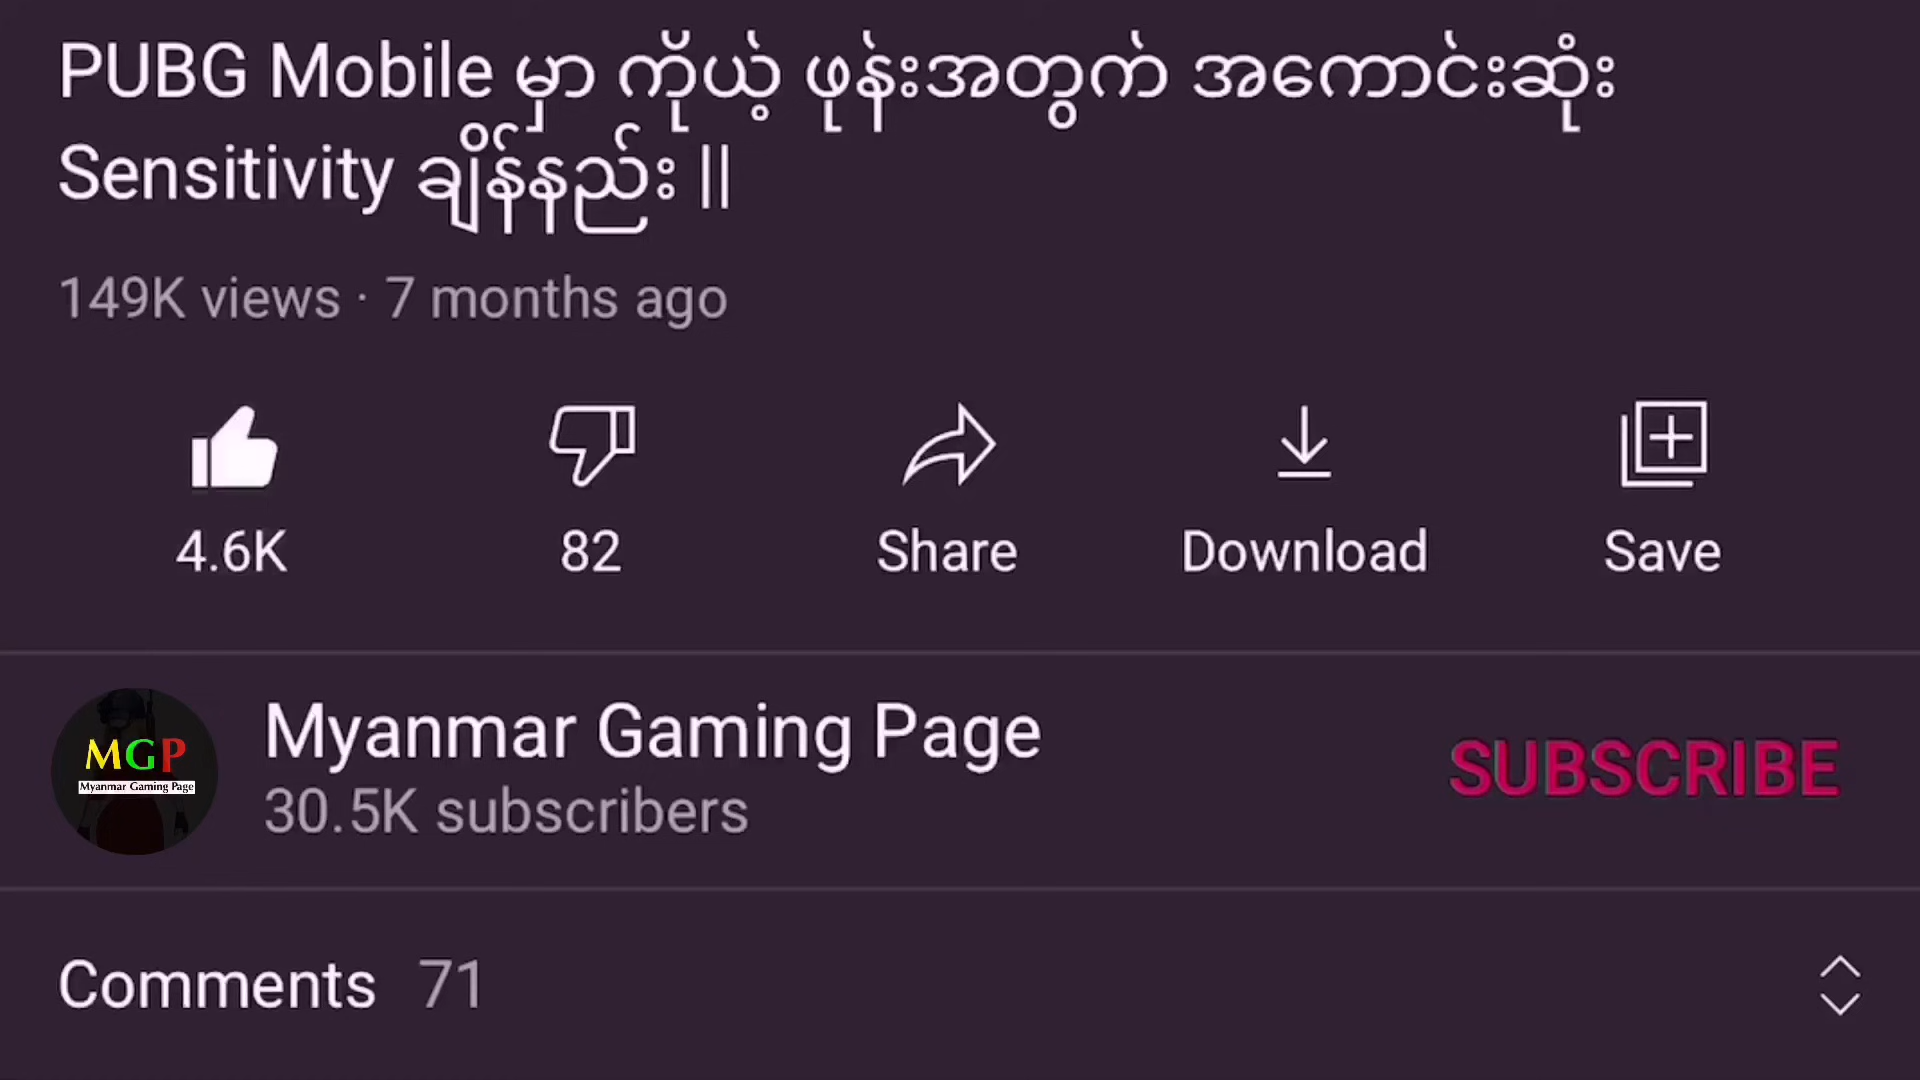 PUBG Mobile မှာ ကိုယ့် ဖုန်းအတွက် အကောင်းဆုံး
Sensitivity ချိန်နည်း ||
149K views · 7 months ago
4.6K 82 Share Download Save
MGP
Myanmar Gaming Page
Myanmar Gaming Page
30.5K subscribers
SUBSCRIBE
Comments 71